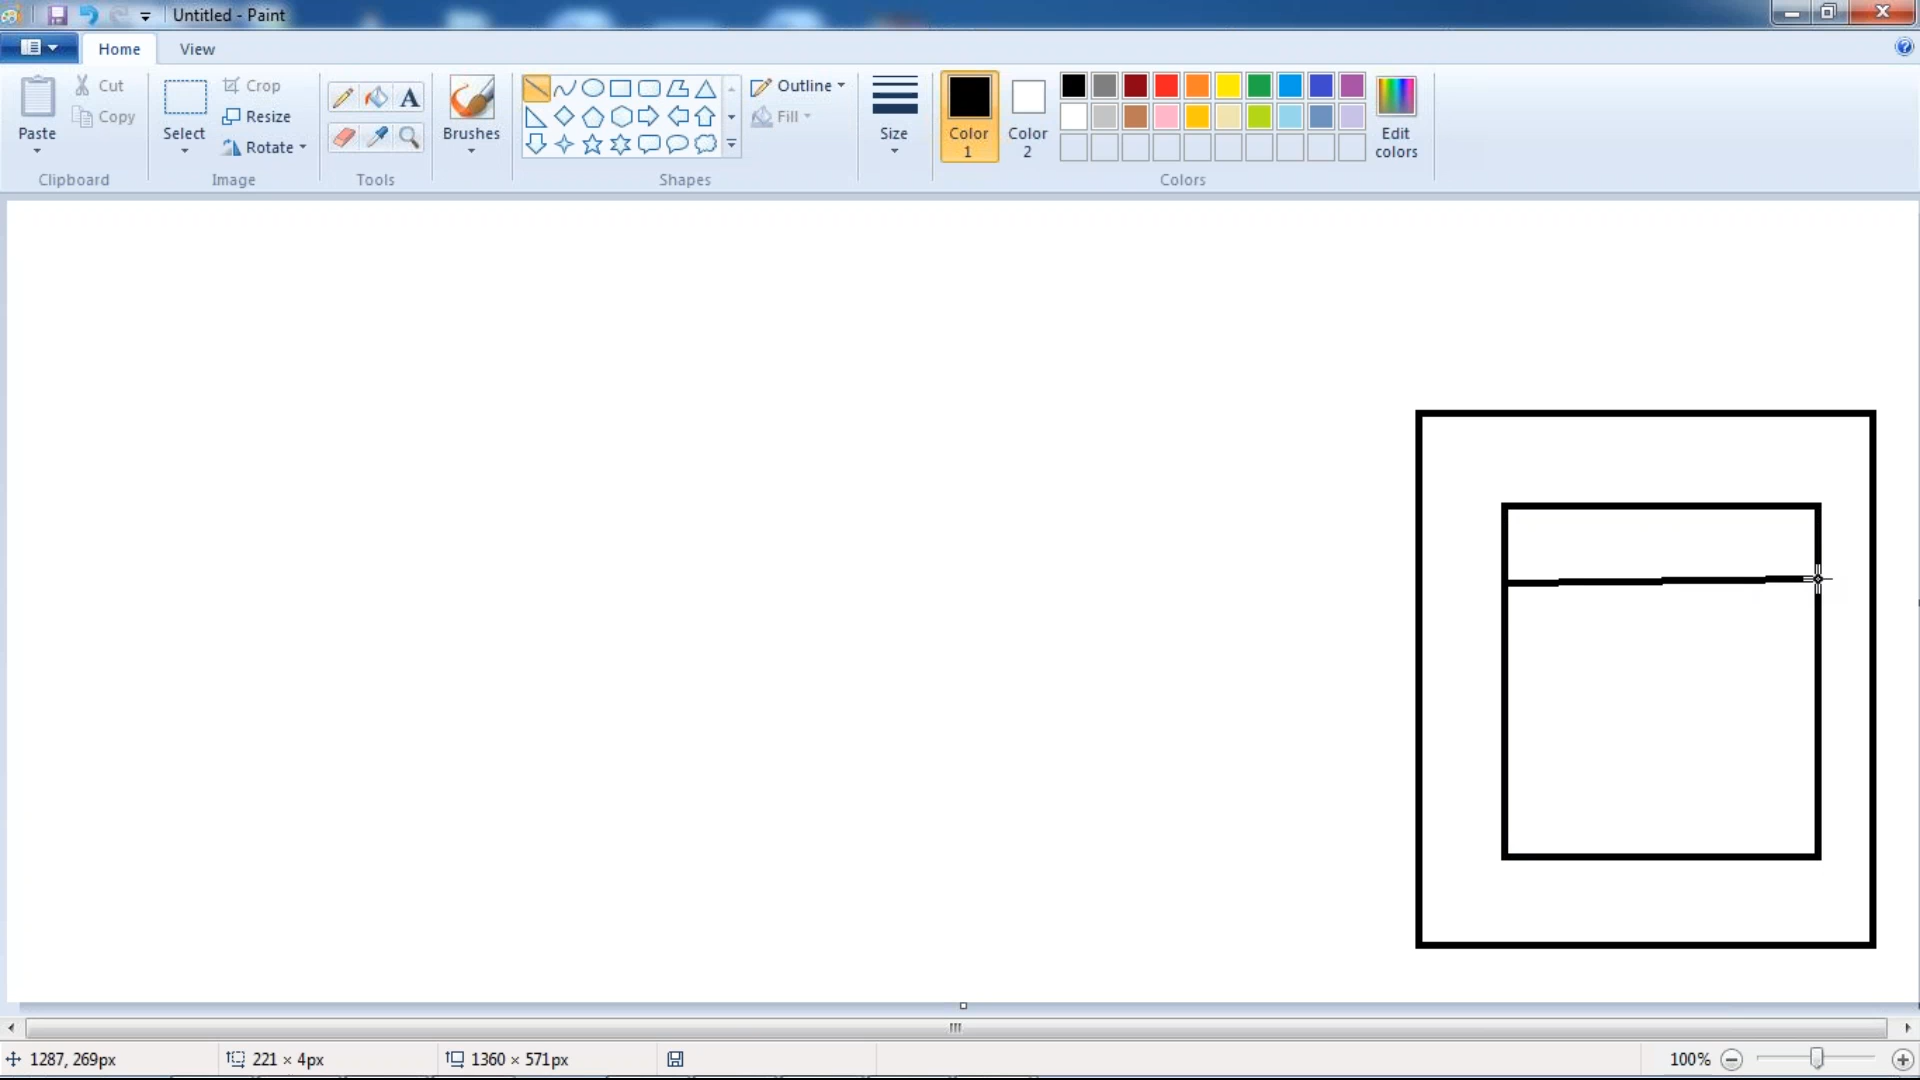 Untitled - Paint
Home View
Paste
Cut
Copy
Clipboard
Select
Crop
Resize
Rotate
Image
A
Tools
Brushes
Outline
Fill
Shapes
Size
Color 1
Color 2
Edit colors
Colors
1287, 269px 221 × 4px 1360 × 571px 100%